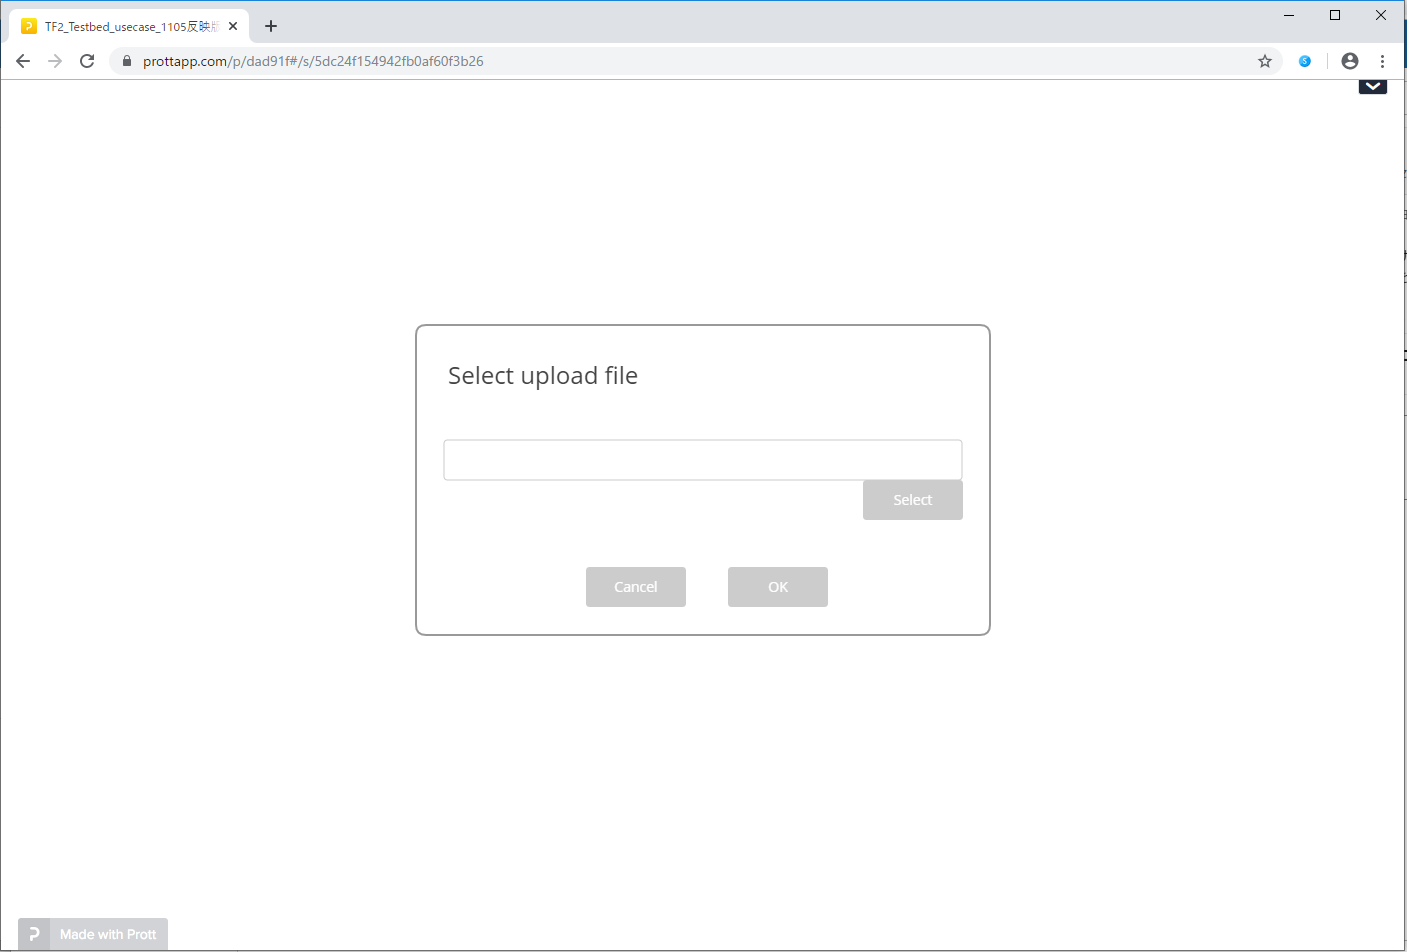 TF2_Testbed_usecase_1105反映版
prottapp.com/p/dad91f#/s/5dc24f154942fb0af60f3b26
Select upload file
Select
Cancel
OK
Made with Prott